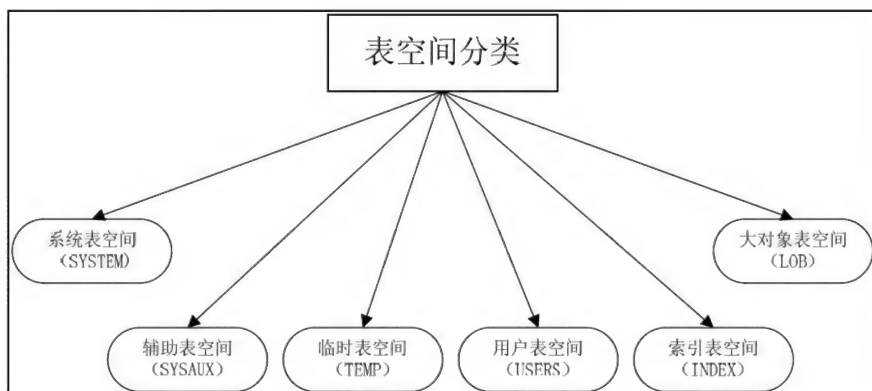 表空间分类
系统表空间
（SYSTEM)
大对象表空间
（LOB）
辅助表空间
（SYSAUX）
临时表空间
（TEMP）
用户表空间
（USERS）
索引表空间
（INDEX）